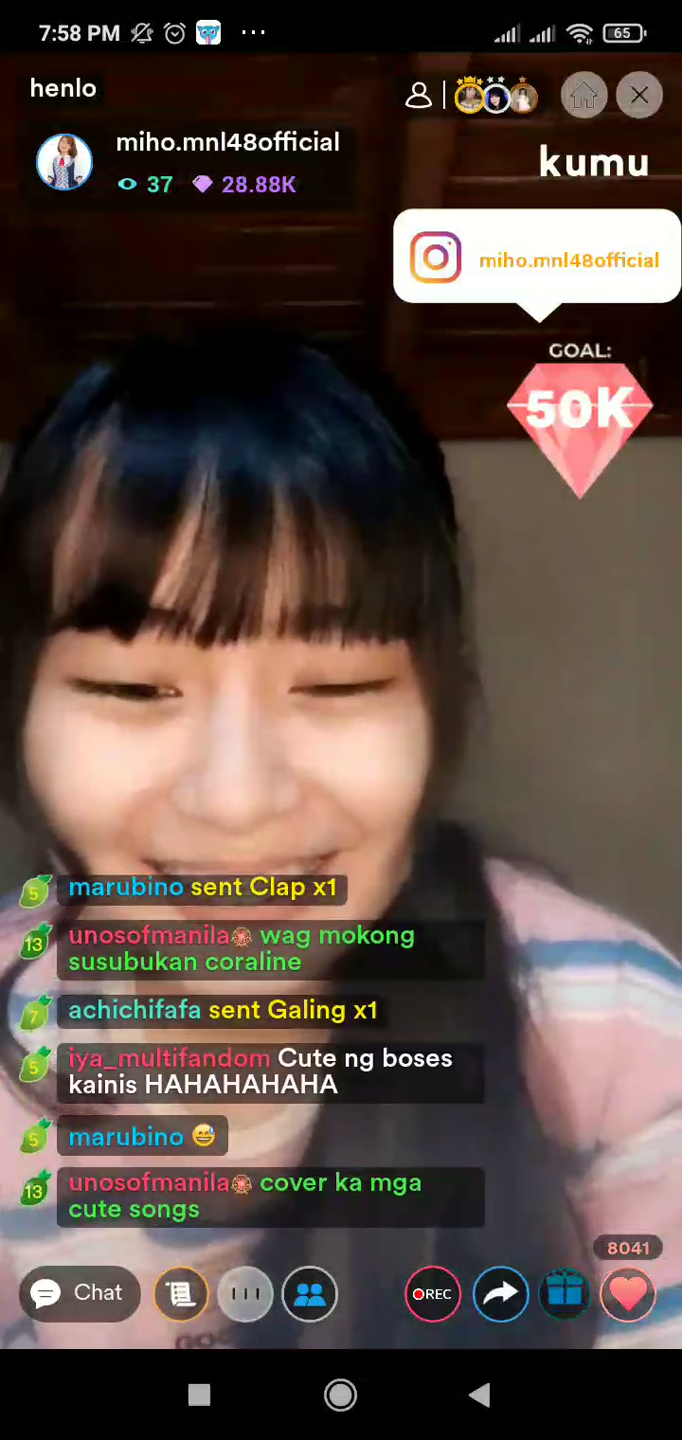 7:58 PM
65
henlo
miho.mnl48official
37 28.88K
kumu
miho.mnl48official
GOAL:
50K
5 marubino sent Clap x1
13 unosofmanila wag mokong
susubukan coraline
7 achichifafa sent Galing x1
5 iya_multifandom Cute ng boses
kainis HAHAHAHAHA
5 marubino 😅
13 unosofmanila cover ka mga
cute songs
8041
Chat
REC